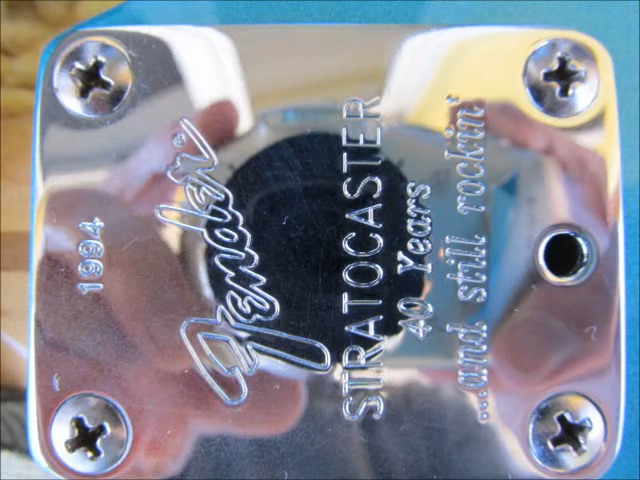 1994
Fender
STRATOCASTER
40 Years
...and still rockin'